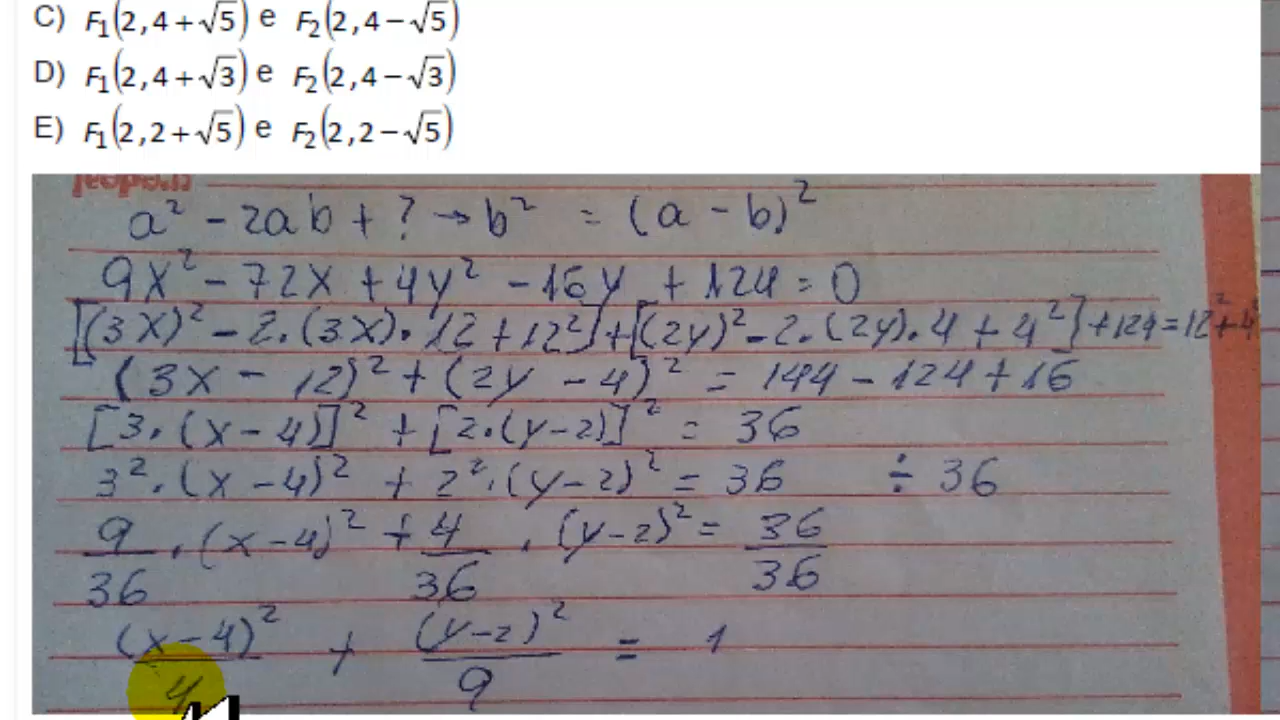 C) F₁(2,4+√5) e F₂(2,4−√5)
D) F₁(2,4+√3) e F₂(2,4−√3)
E) F₁(2,2+√5) e F₂(2,2−√5)
a² - 2ab + ? → b² = (a - b)²
9x² - 72x + 4y² - 16y + 124 = 0
[(3x)² - 2.(3x). 12 + 12²] + [(2y)² - 2.(2y). 4 + 4²] + 124 = 12² + 4²
(3x - 12)² + (2y - 4)² = 144 - 124 + 16
[3.(x-4)]² + [2.(y-2)]² = 36
3².(x-4)² + 2².(y-2)² = 36 ÷ 36
9/36 . (x-4)² + 4/36 . (y-2)² = 36/36
(x-4)²/4 + (y-2)²/9 = 1